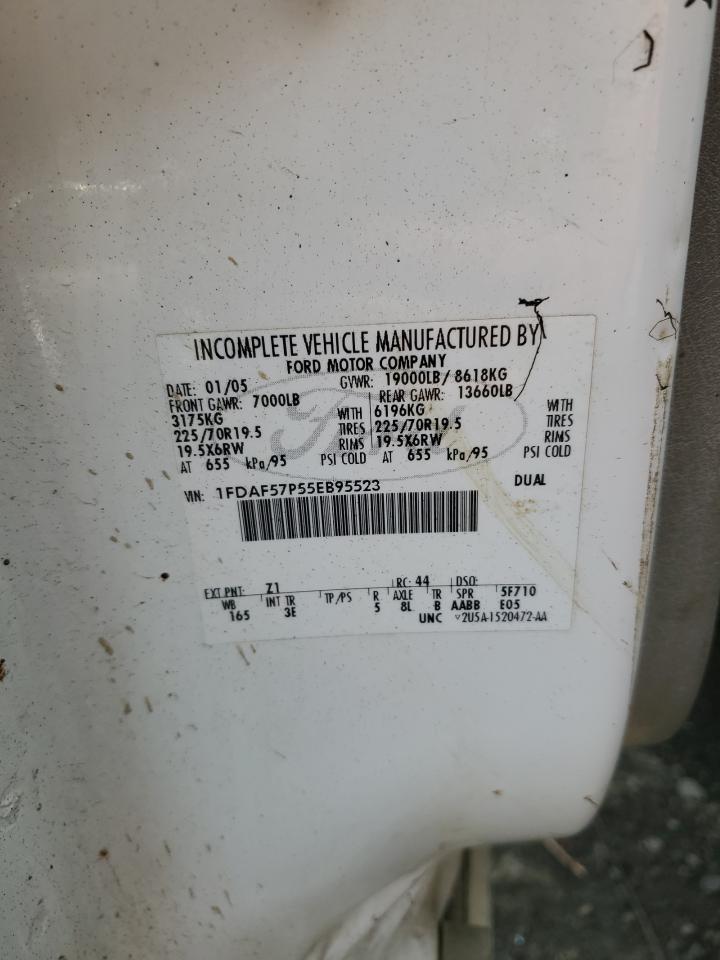 INCOMPLETE VEHICLE MANUFACTURED BY
FORD MOTOR COMPANY
DATE: 01/05 GVWR: 19000LB/ 8618KG
FRONT GAWR: 7000LB REAR GAWR: 13660LB
3175KG WITH 6196KG WITH
225/70R19.5 TIRES 225/70R19.5 TIRES
19.5X6RW RIMS 19.5X6RW RIMS
AT 655 kPa/95 PSI COLD AT 655 kPa/95 PSI COLD
VIN: 1FDAF57P55EB95523 DUAL
EXT PNT: Z1 RC: 44 DSO:
WB INT TR TP/PS R AXLE TR SPR 5F710
165 3E 5 8L B AABB E05
UNC 2U5A-1520472-AA